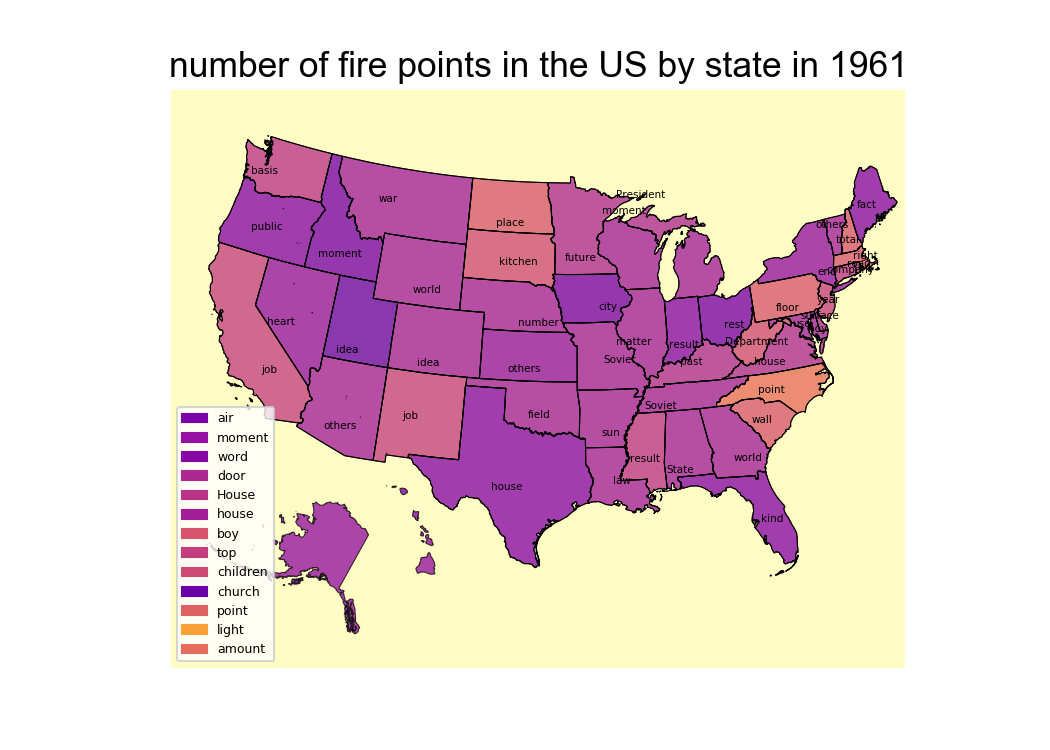 number of fire points in the US by state in 1961
basis
war
President
moment
fact
public
place
others
total
moment
kitchen
future
right
company
end
world
city
year
heart
number
floor
surface
rest
matter
result
Department
idea
idea
others
Soviet
past
house
job
point
job
field
Soviet
others
sun
wall
result
State
world
house
law
kind
air
moment
word
door
House
house
boy
top
children
church
point
light
amount